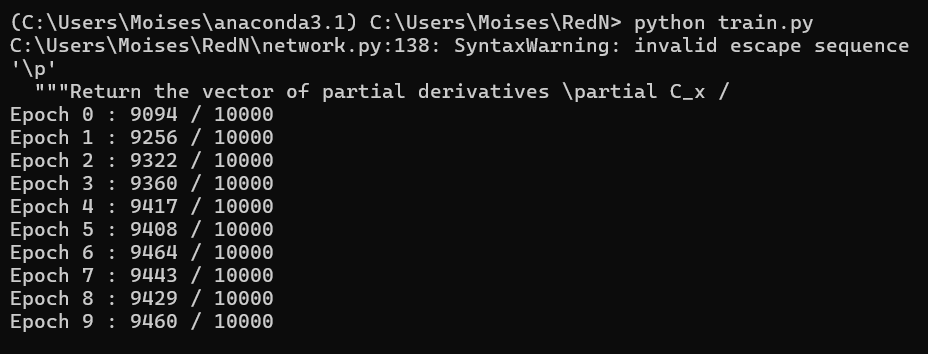 (C:\Users\Moises\anaconda3.1) C:\Users\Moises\RedN> python train.py
C:\Users\Moises\RedN\network.py:138: SyntaxWarning: invalid escape sequence
'\p'
  """Return the vector of partial derivatives \partial C_x /
Epoch 0 : 9094 / 10000
Epoch 1 : 9256 / 10000
Epoch 2 : 9322 / 10000
Epoch 3 : 9360 / 10000
Epoch 4 : 9417 / 10000
Epoch 5 : 9408 / 10000
Epoch 6 : 9464 / 10000
Epoch 7 : 9443 / 10000
Epoch 8 : 9429 / 10000
Epoch 9 : 9460 / 10000